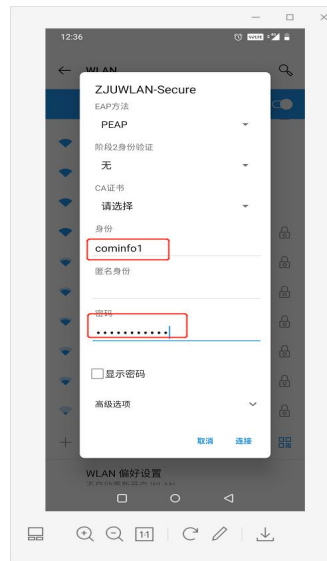 12:36
WLAN
ZJUWLAN-Secure
EAP方法
PEAP
阶段2身份验证
无
CA证书
请选择
身份
cominfo1
匿名身份
密码
•••••••••••
显示密码
高级选项
取消 连接
WLAN 偏好设置
1:1